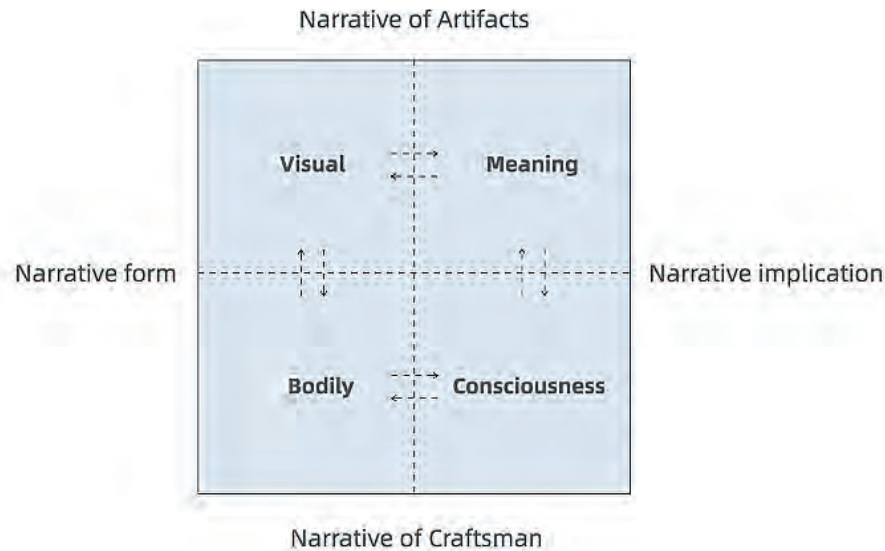 Narrative of Artifacts
Visual
Meaning
Narrative form
Narrative implication
Bodily
Consciousness
Narrative of Craftsman